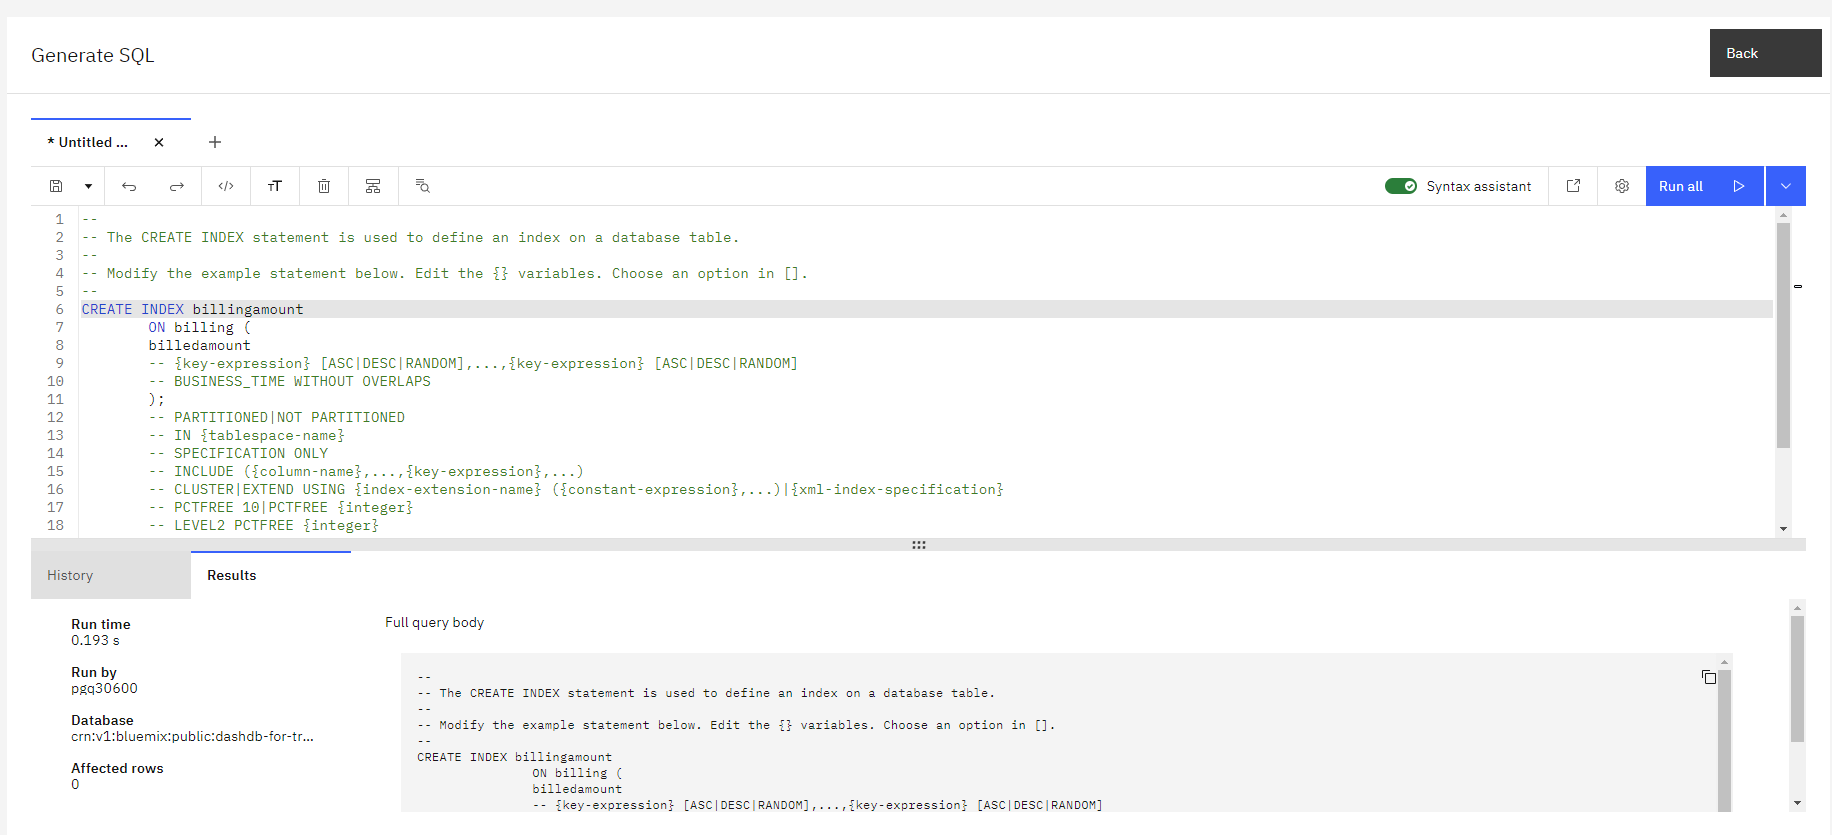 Generate SQL
Back
* Untitled ...
Syntax assistant
Run all
1 --
2 -- The CREATE INDEX statement is used to define an index on a database table.
3 --
4 -- Modify the example statement below. Edit the {} variables. Choose an option in [].
5 --
6 CREATE INDEX billingamount
7 ON billing (
8 billedamount
9 -- {key-expression} [ASC|DESC|RANDOM],...,{key-expression} [ASC|DESC|RANDOM]
10 -- BUSINESS_TIME WITHOUT OVERLAPS
11 );
12 -- PARTITIONED|NOT PARTITIONED
13 -- IN {tablespace-name}
14 -- SPECIFICATION ONLY
15 -- INCLUDE ({column-name},...,{key-expression},...)
16 -- CLUSTER|EXTEND USING {index-extension-name} ({constant-expression},...)|{xml-index-specification}
17 -- PCTFREE 10|PCTFREE {integer}
18 -- LEVEL2 PCTFREE {integer}
History
Results
Run time
0.193 s
Run by
pgq30600
Database
crn:v1:bluemix:public:dashdb-for-tr...
Affected rows
0
Full query body
--
-- The CREATE INDEX statement is used to define an index on a database table.
--
-- Modify the example statement below. Edit the {} variables. Choose an option in [].
--
CREATE INDEX billingamount
ON billing (
billedamount
-- {key-expression} [ASC|DESC|RANDOM],...,{key-expression} [ASC|DESC|RANDOM]